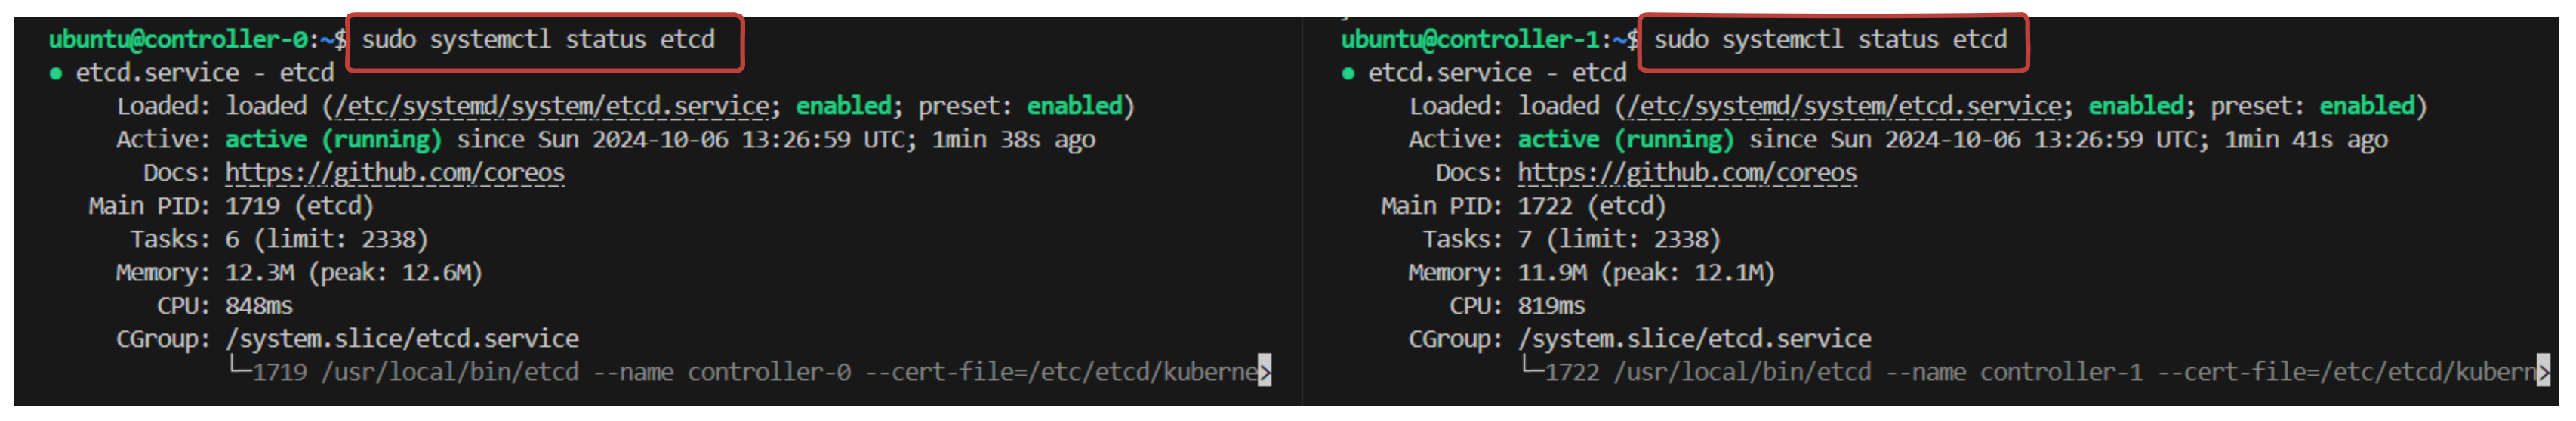 ubuntu@controller-0:~$ sudo systemctl status etcd
● etcd.service - etcd
Loaded: loaded (/etc/systemd/system/etcd.service; enabled; preset: enabled)
Active: active (running) since Sun 2024-10-06 13:26:59 UTC; 1min 38s ago
Docs: https://github.com/coreos
Main PID: 1719 (etcd)
Tasks: 6 (limit: 2338)
Memory: 12.3M (peak: 12.6M)
CPU: 848ms
CGroup: /system.slice/etcd.service
└─1719 /usr/local/bin/etcd --name controller-0 --cert-file=/etc/etcd/kuberne>
ubuntu@controller-1:~$ sudo systemctl status etcd
● etcd.service - etcd
Loaded: loaded (/etc/systemd/system/etcd.service; enabled; preset: enabled)
Active: active (running) since Sun 2024-10-06 13:26:59 UTC; 1min 41s ago
Docs: https://github.com/coreos
Main PID: 1722 (etcd)
Tasks: 7 (limit: 2338)
Memory: 11.9M (peak: 12.1M)
CPU: 819ms
CGroup: /system.slice/etcd.service
└─1722 /usr/local/bin/etcd --name controller-1 --cert-file=/etc/etcd/kubern>